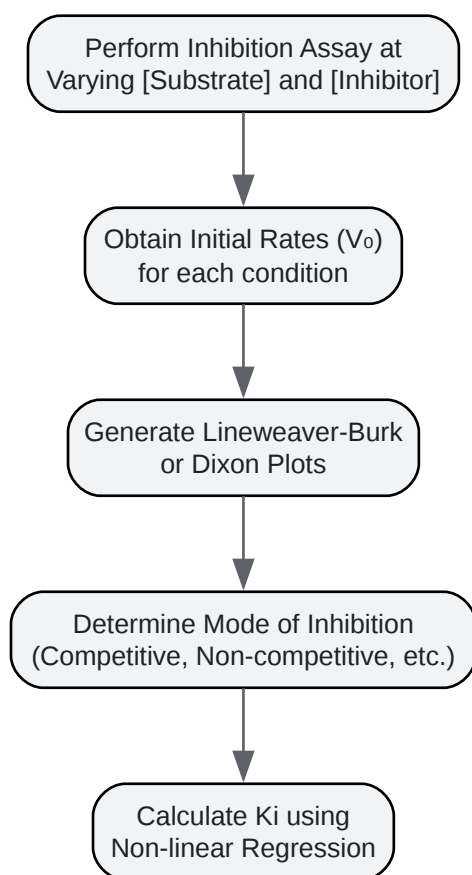 Perform Inhibition Assay at
Varying [Substrate] and [Inhibitor]
Obtain Initial Rates (V₀)
for each condition
Generate Lineweaver-Burk
or Dixon Plots
Determine Mode of Inhibition
(Competitive, Non-competitive, etc.)
Calculate Ki using
Non-linear Regression